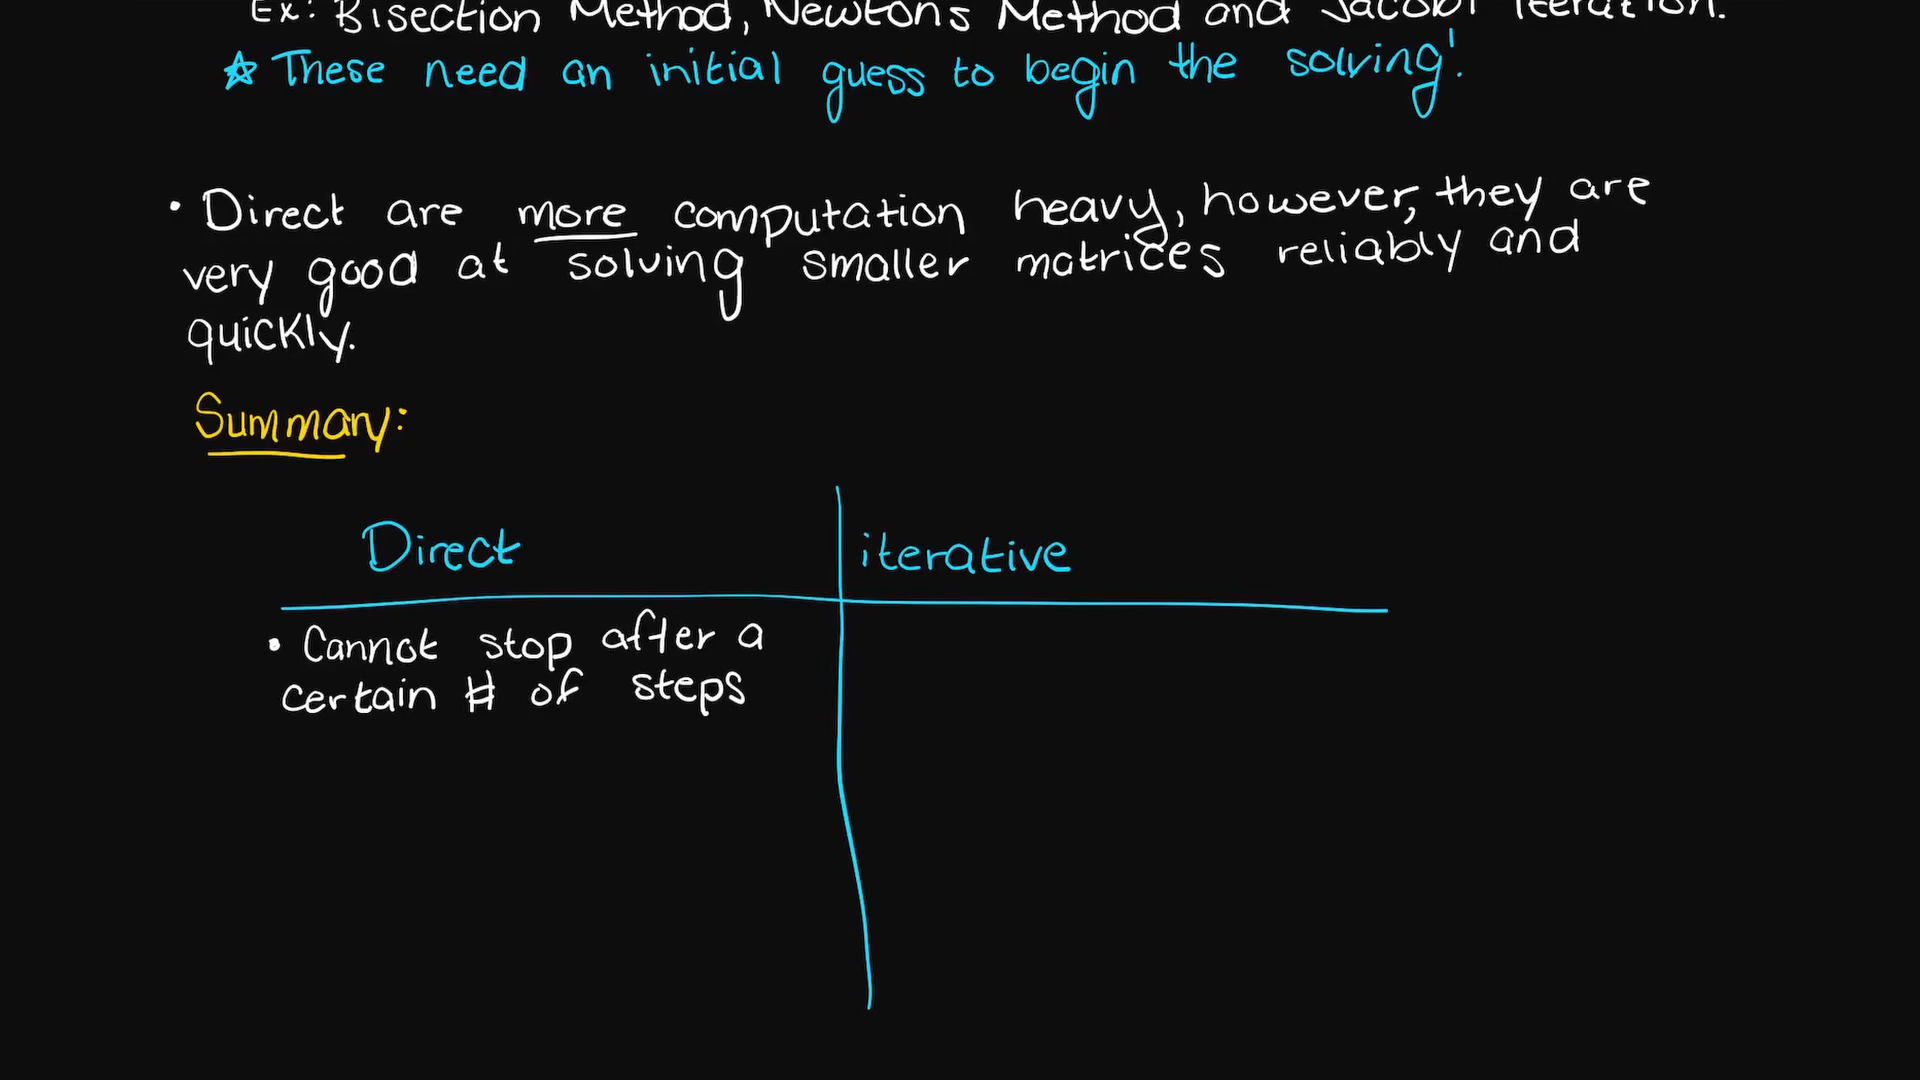 Ex: Bisection Method, Newtons Method and Jacobi iteration.
☆ These need an initial guess to begin the solving!
• Direct are more computation heavy, however, they are
very good at solving smaller matrices reliably and
quickly.
Summary:
Direct
iterative
• Cannot stop after a
certain # of steps